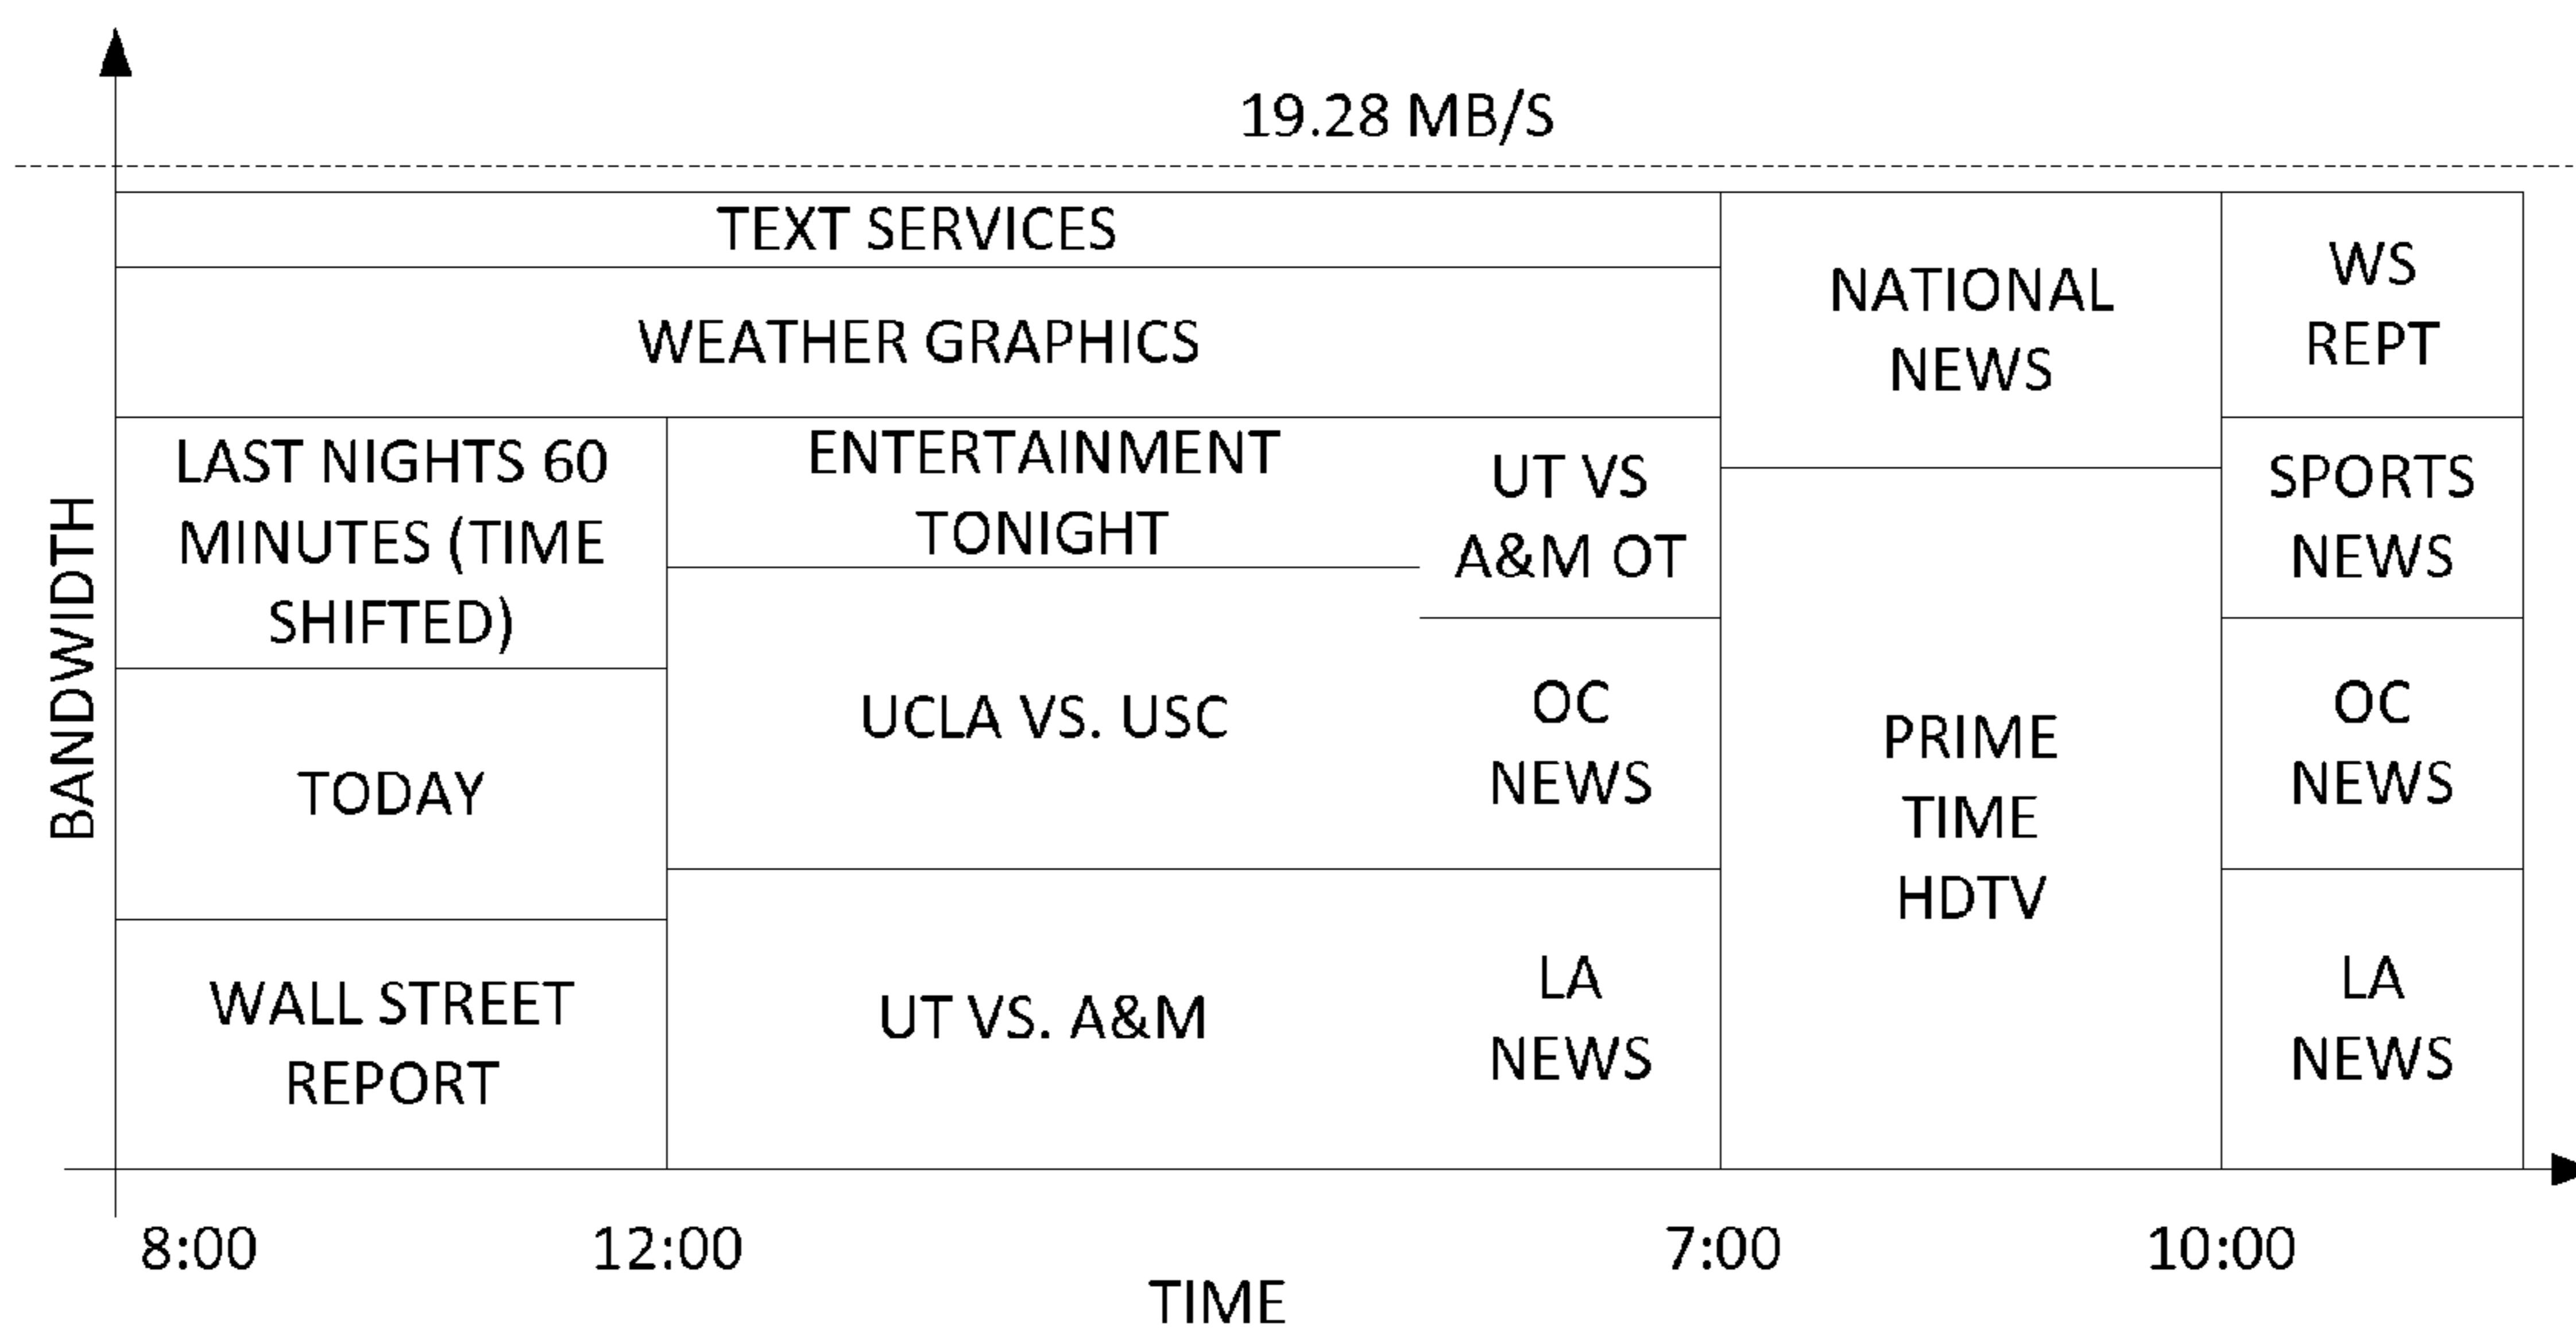 19.28 MB/S
TEXT SERVICES
WEATHER GRAPHICS
NATIONAL
NEWS
WS
REPT
LAST NIGHTS 60
MINUTES (TIME
SHIFTED)
ENTERTAINMENT
TONIGHT
UT VS
A&M OT
SPORTS
NEWS
BANDWIDTH
TODAY
UCLA VS. USC
OC
NEWS
PRIME
TIME
HDTV
OC
NEWS
WALL STREET
REPORT
UT VS. A&M
LA
NEWS
LA
NEWS
8:00
12:00
7:00
10:00
TIME